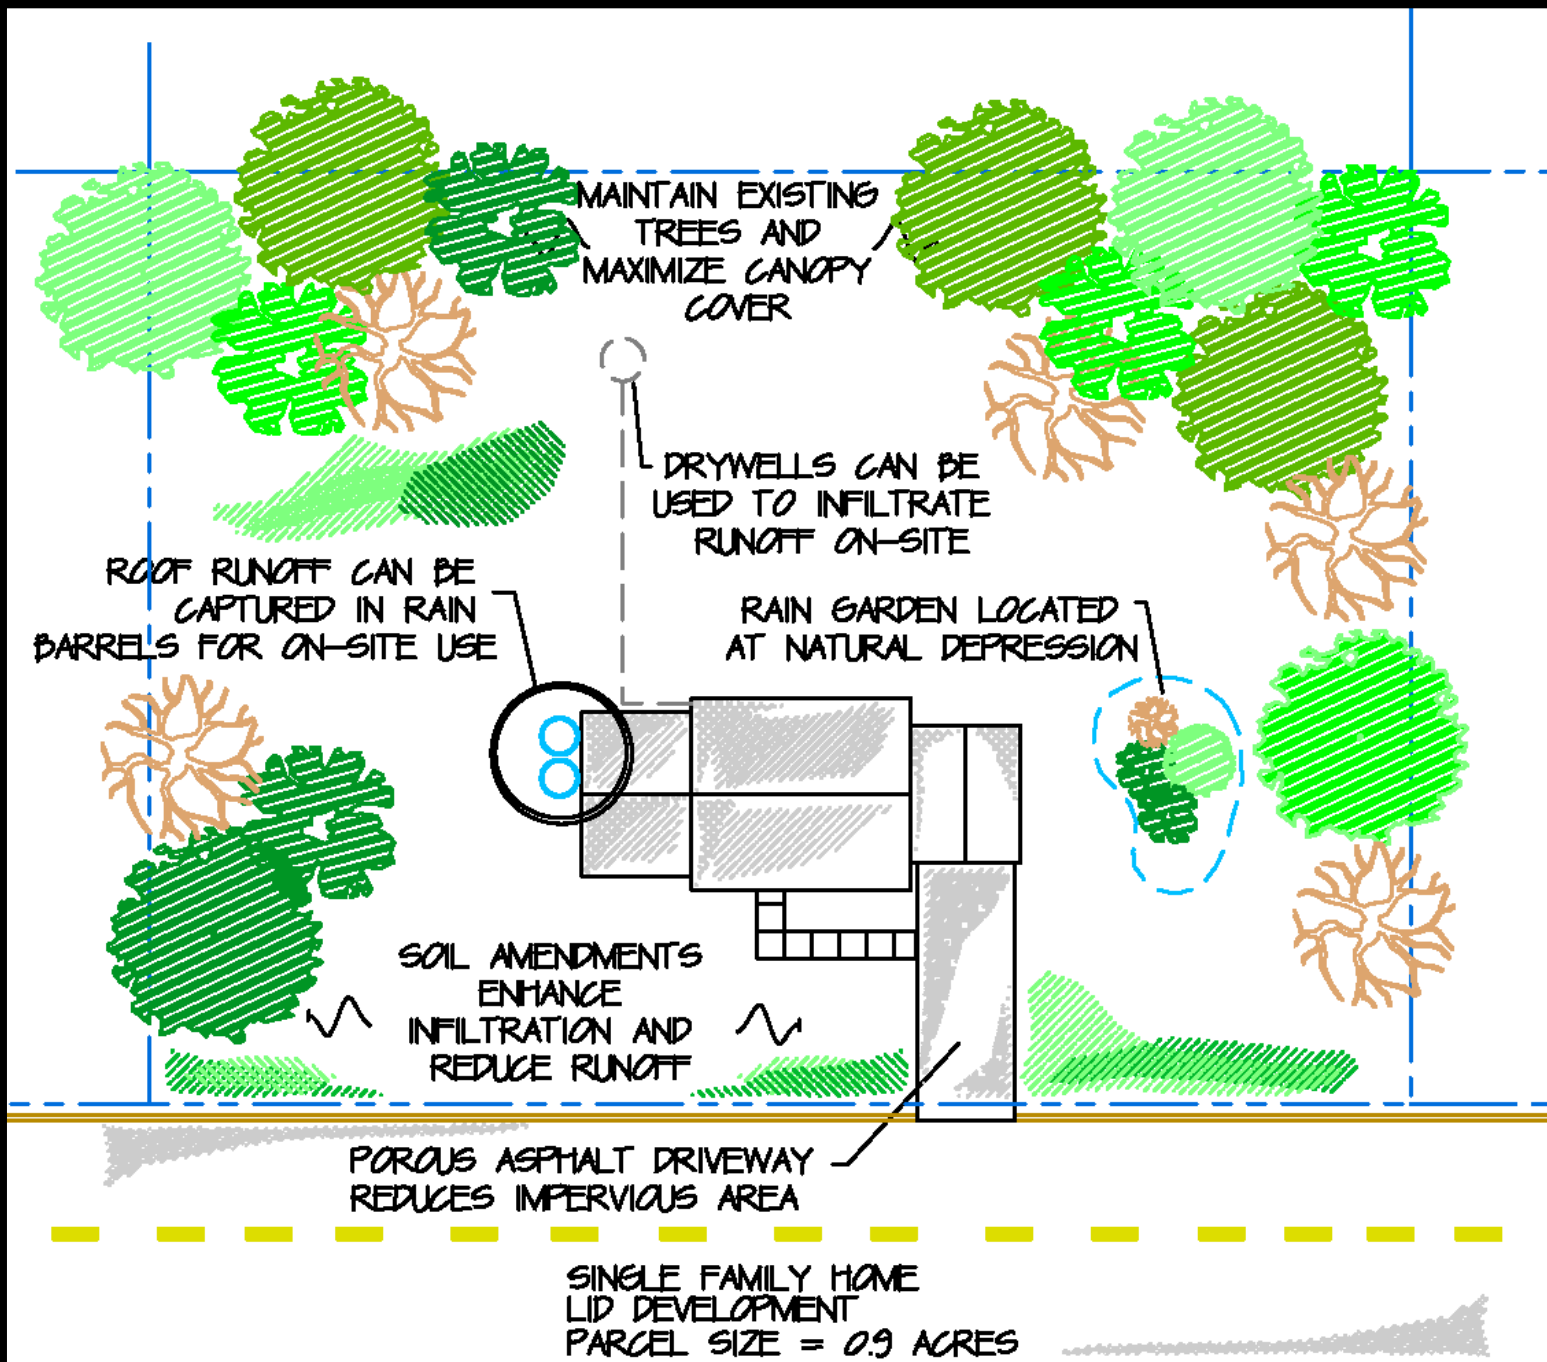 MAINTAIN EXISTING
TREES AND
MAXIMIZE CANOPY
COVER
DRYWELLS CAN BE
USED TO INFILTRATE
RUNOFF ON-SITE
ROOF RUNOFF CAN BE
CAPTURED IN RAIN
BARRELS FOR ON-SITE USE
RAIN GARDEN LOCATED
AT NATURAL DEPRESSION
SOIL AMENDMENTS
ENHANCE
INFILTRATION AND
REDUCE RUNOFF
POROUS ASPHALT DRIVEWAY
REDUCES IMPERVIOUS AREA
SINGLE FAMILY HOME
LID DEVELOPMENT
PARCEL SIZE = 0.9 ACRES